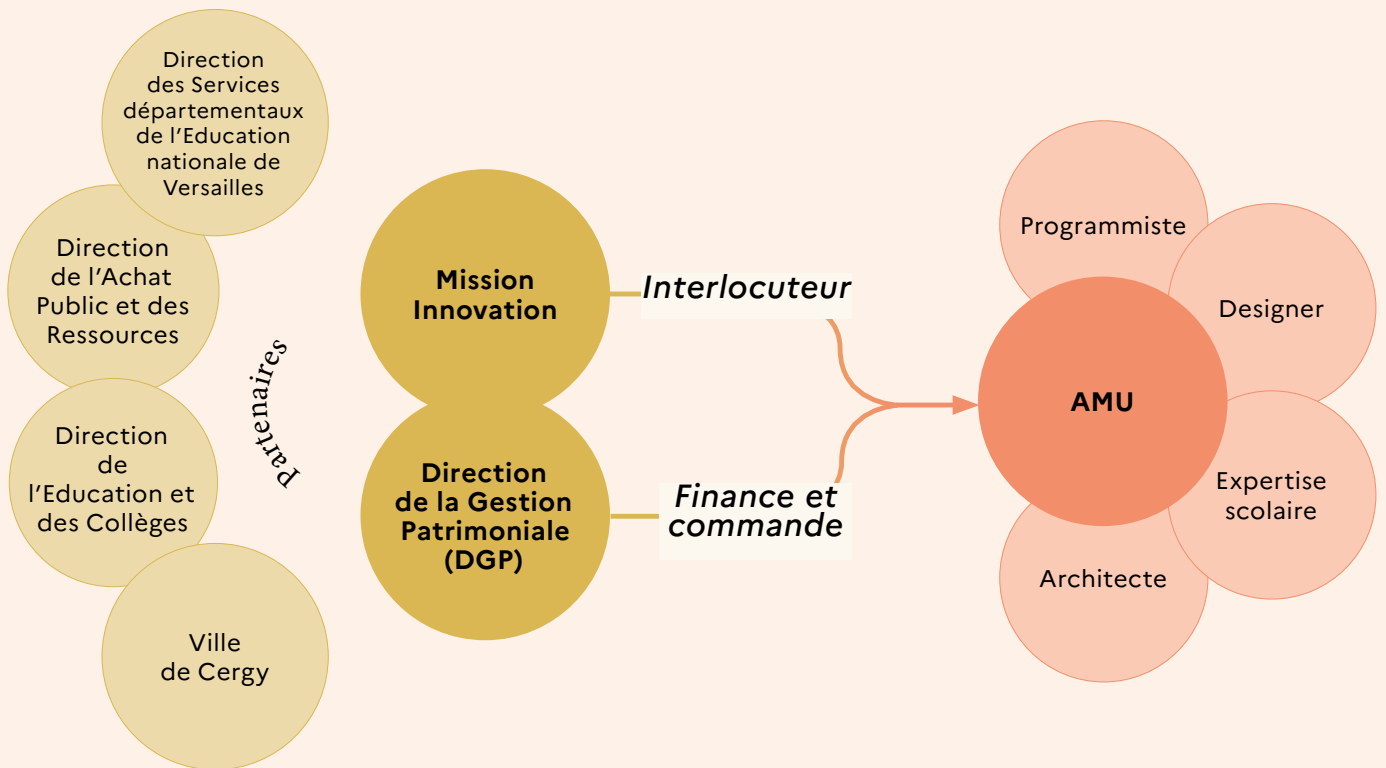 Direction
des Services
départementaux
de l'Education
nationale de
Versailles
Direction
de l'Achat
Public et des
Ressources
Direction
de
l'Education et
des Collèges
Ville
de Cergy
Partenaires
Mission
Innovation
Direction
de la Gestion
Patrimoniale
(DGP)
Interlocuteur
Finance et
commande
AMU
Programmiste
Designer
Expertise
scolaire
Architecte